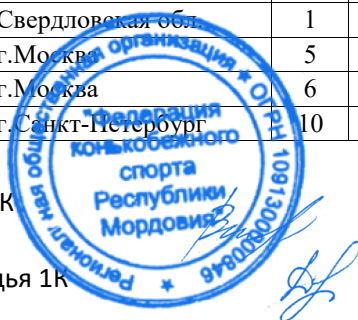 Свердловская обл. 1
г.Москва 5
г.Москва 6
г.Санкт-Петербург 10
Региональная общественная организация ★ ОГРН 1091300000846 ★
"Федерация
конькобежного
спорта
Республики
Мордовия"
К
дья 1К